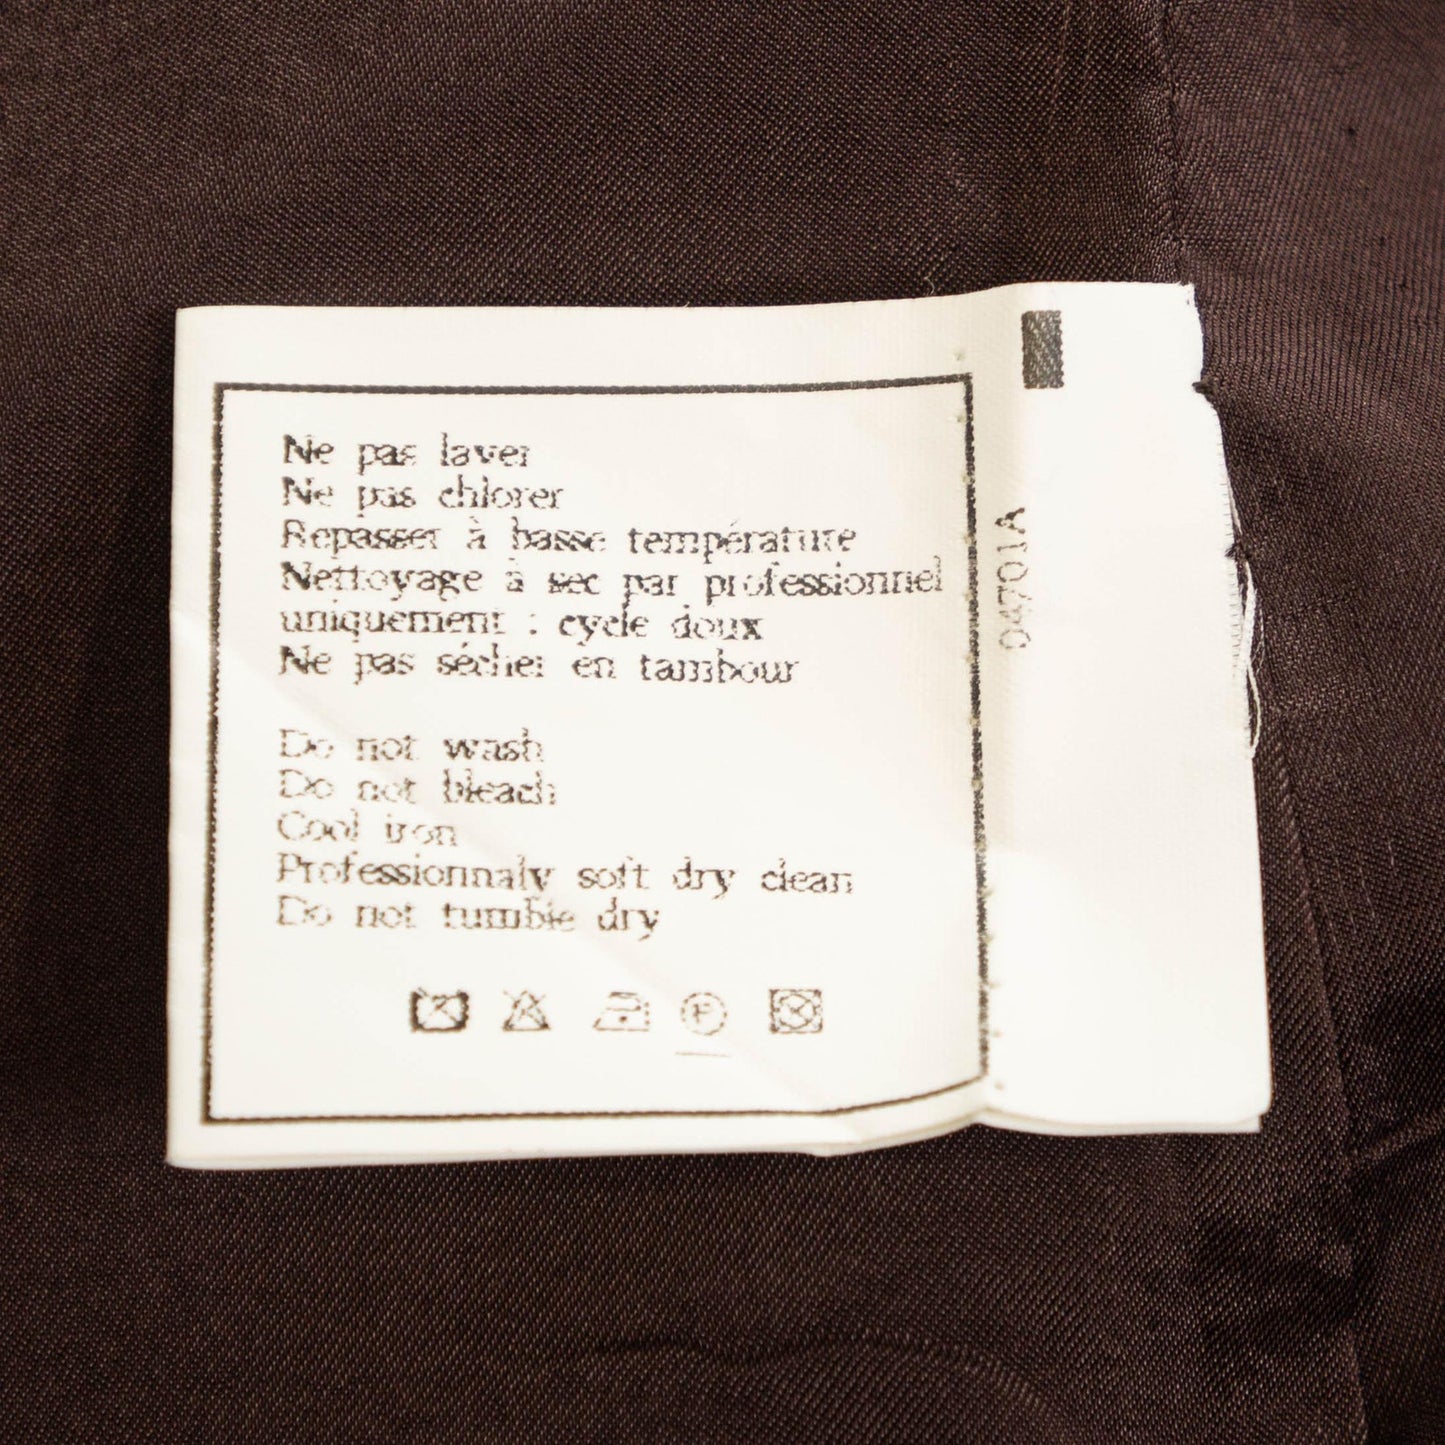 Ne pas laver
Ne pas chlorer
Repasser à basse température
Nettoyage à sec par professionnel
uniquement : cycle doux
Ne pas sécher en tambour
Do not wash
Do not bleach
Cool iron
Professionnaly soft dry clean
Do not tumble dry
F
04701A